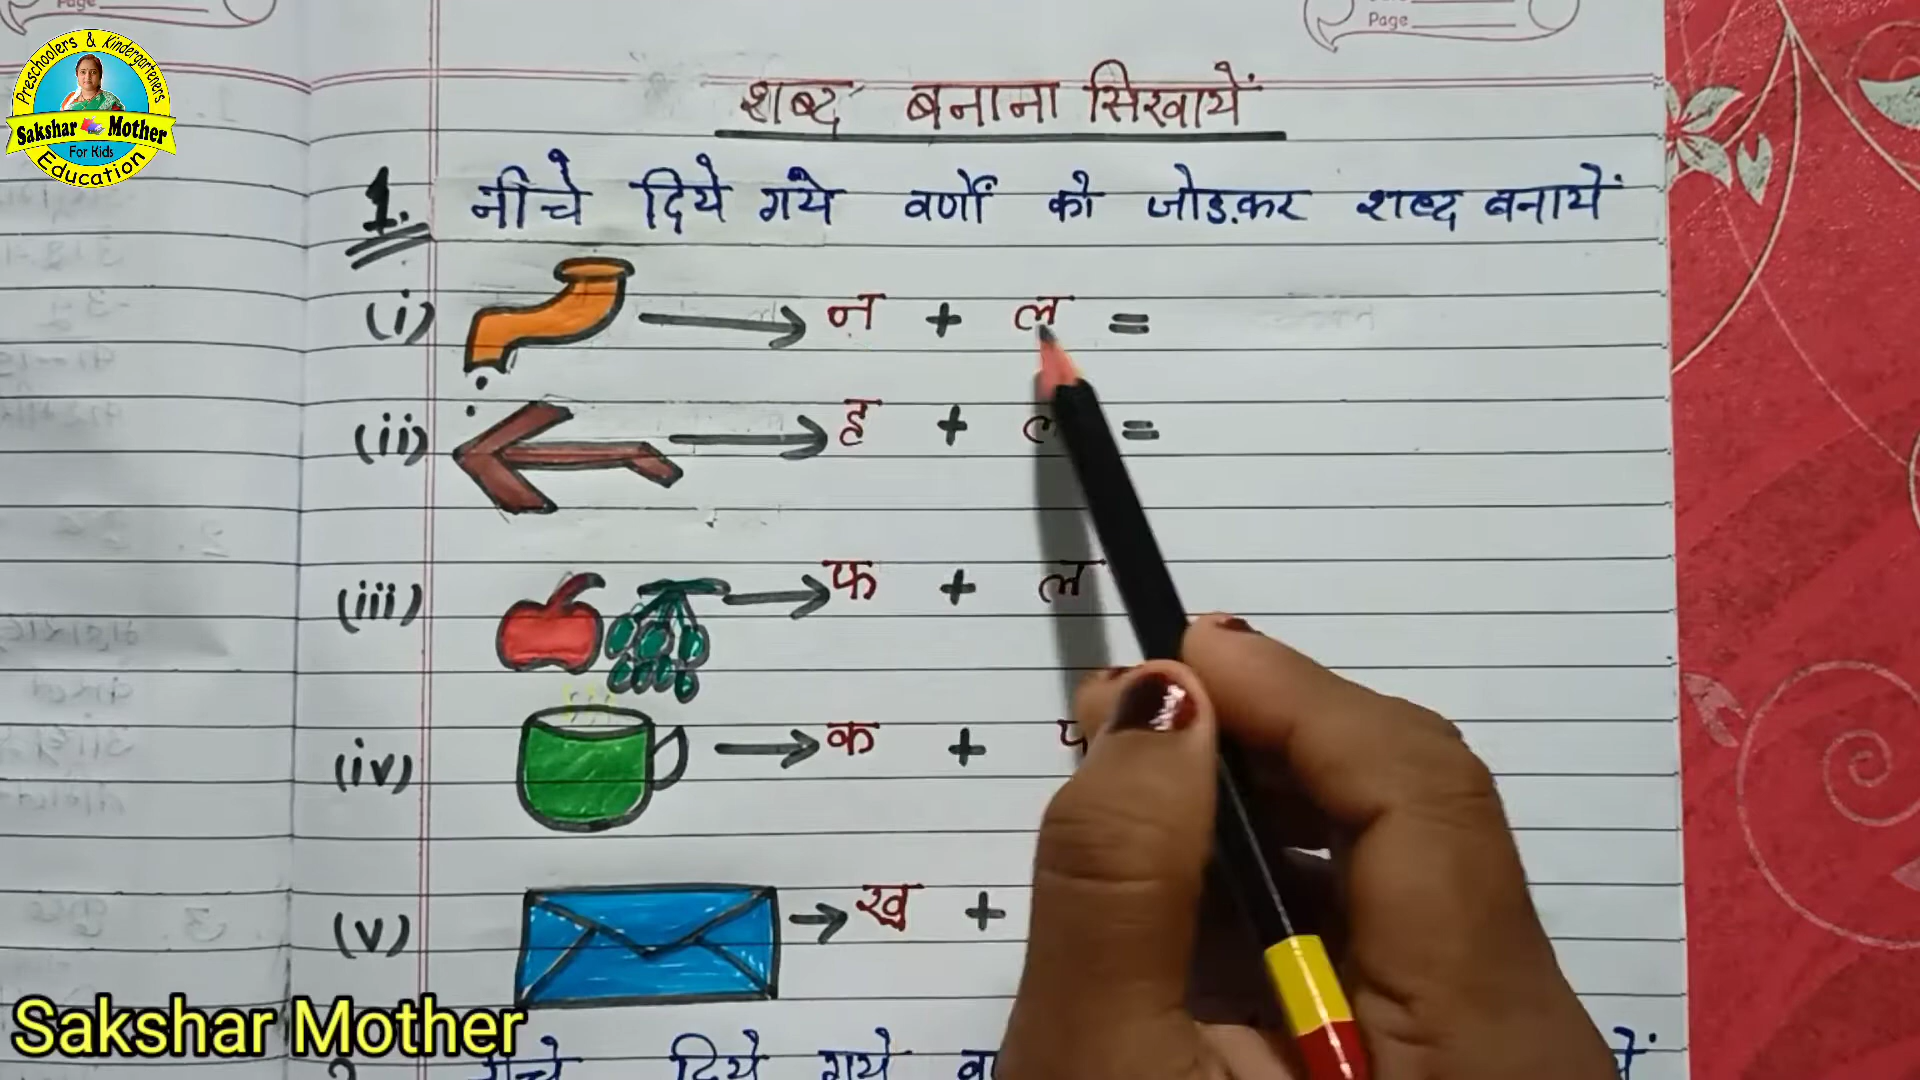 Page
Page
Preschoolers & Kindergarteners
Sakshar Mother
For Kids
Education
शब्द बनाना सिखायें
1. नीचे दिये गये वर्णों को जोड़कर शब्द बनायें
(i) न + ल =
(ii) ह + ल =
(iii) फ + ल
(iv) क + प
(v) ख +
Sakshar Mother
नीचे दिये गये